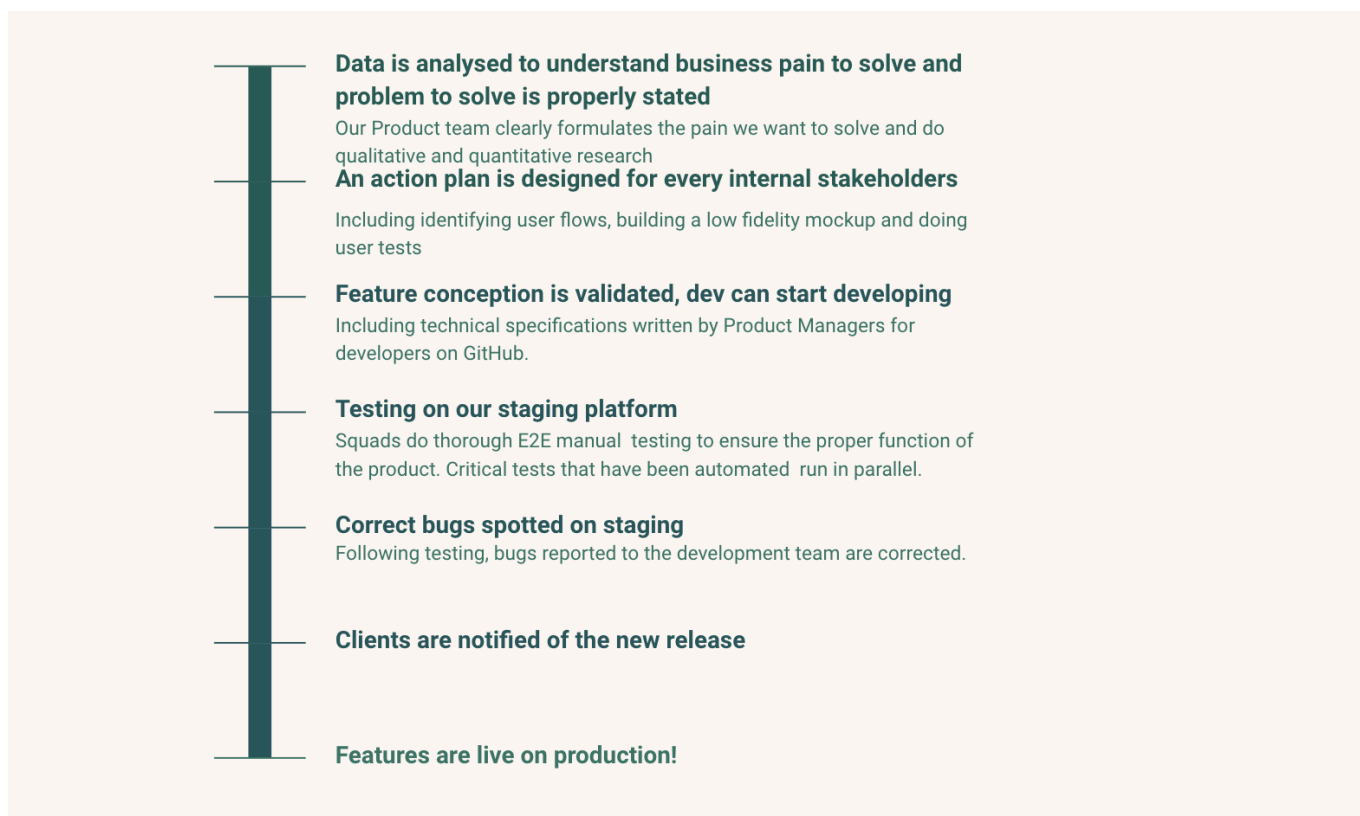 Data is analysed to understand business pain to solve and
problem to solve is properly stated
Our Product team clearly formulates the pain we want to solve and do
qualitative and quantitative research
An action plan is designed for every internal stakeholders
Including identifying user flows, building a low fidelity mockup and doing
user tests
Feature conception is validated, dev can start developing
Including technical specifications written by Product Managers for
developers on GitHub.
Testing on our staging platform
Squads do thorough E2E manual  testing to ensure the proper function of
the product. Critical tests that have been automated  run in parallel.
Correct bugs spotted on staging
Following testing, bugs reported to the development team are corrected.
Clients are notified of the new release
Features are live on production!